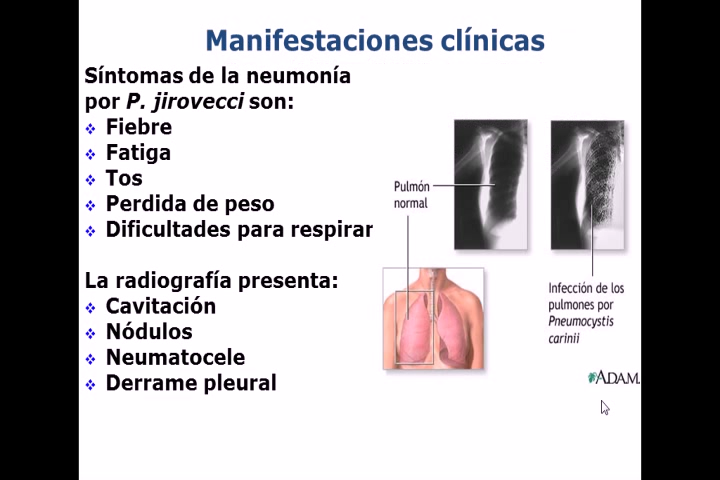 Manifestaciones clínicas
Síntomas de la neumonía
por P. jirovecci son:
Fiebre
Fatiga
Tos
Perdida de peso
Dificultades para respirar
La radiografía presenta:
Cavitación
Nódulos
Neumatocele
Derrame pleural
Pulmón
normal
Infección de los
pulmones por
Pneumocystis
carinii
A.D.A.M.